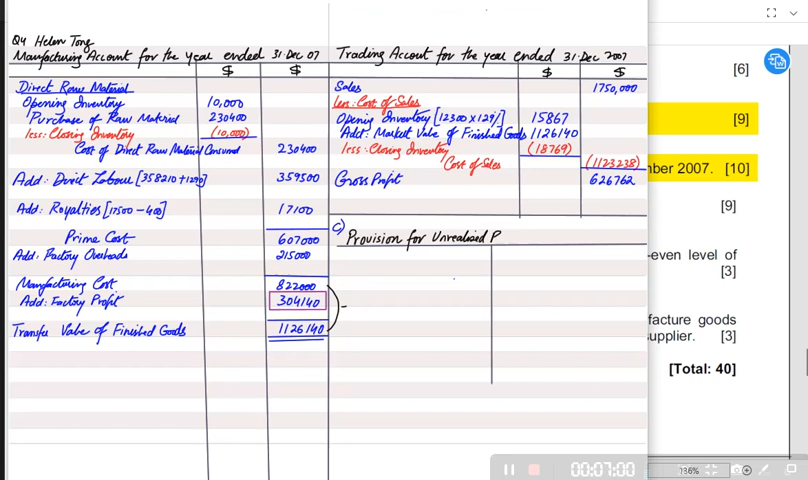 Q4 Helen Tong
Manufacturing Account for the year ended 31 Dec 07
$ $
Direct Raw Material
Opening Inventory 10,000
Purchase of Raw Material 230400
less: Closing Inventory (10,000)
Cost of Direct Raw Material Consumed 230400
Add: Direct Labour [358210+1290] 359500
Add: Royalties [17500-400] 17100
Prime Cost 607000
Add: Factory Overheads 215000
Manufacturing Cost 822000
Add: Factory Profit 304140
Transfer Value of Finished Goods 1126140
Trading Accout for the year ended 31 Dec 2007
$ $
Sales 1750,000
less: Cost of Sales
Opening Inventory [12300 x 129%] 15867
Add: Market Value of Finished Goods 1126140
less: Closing Inventory (18769)
Cost of Sales (1123238)
Gross Profit 626762
C)
Provision for Unrealised P
[6]
[9]
mber 2007. [10]
[9]
-even level of
[3]
facture goods
supplier. [3]
[Total: 40]
00:07:00
136%